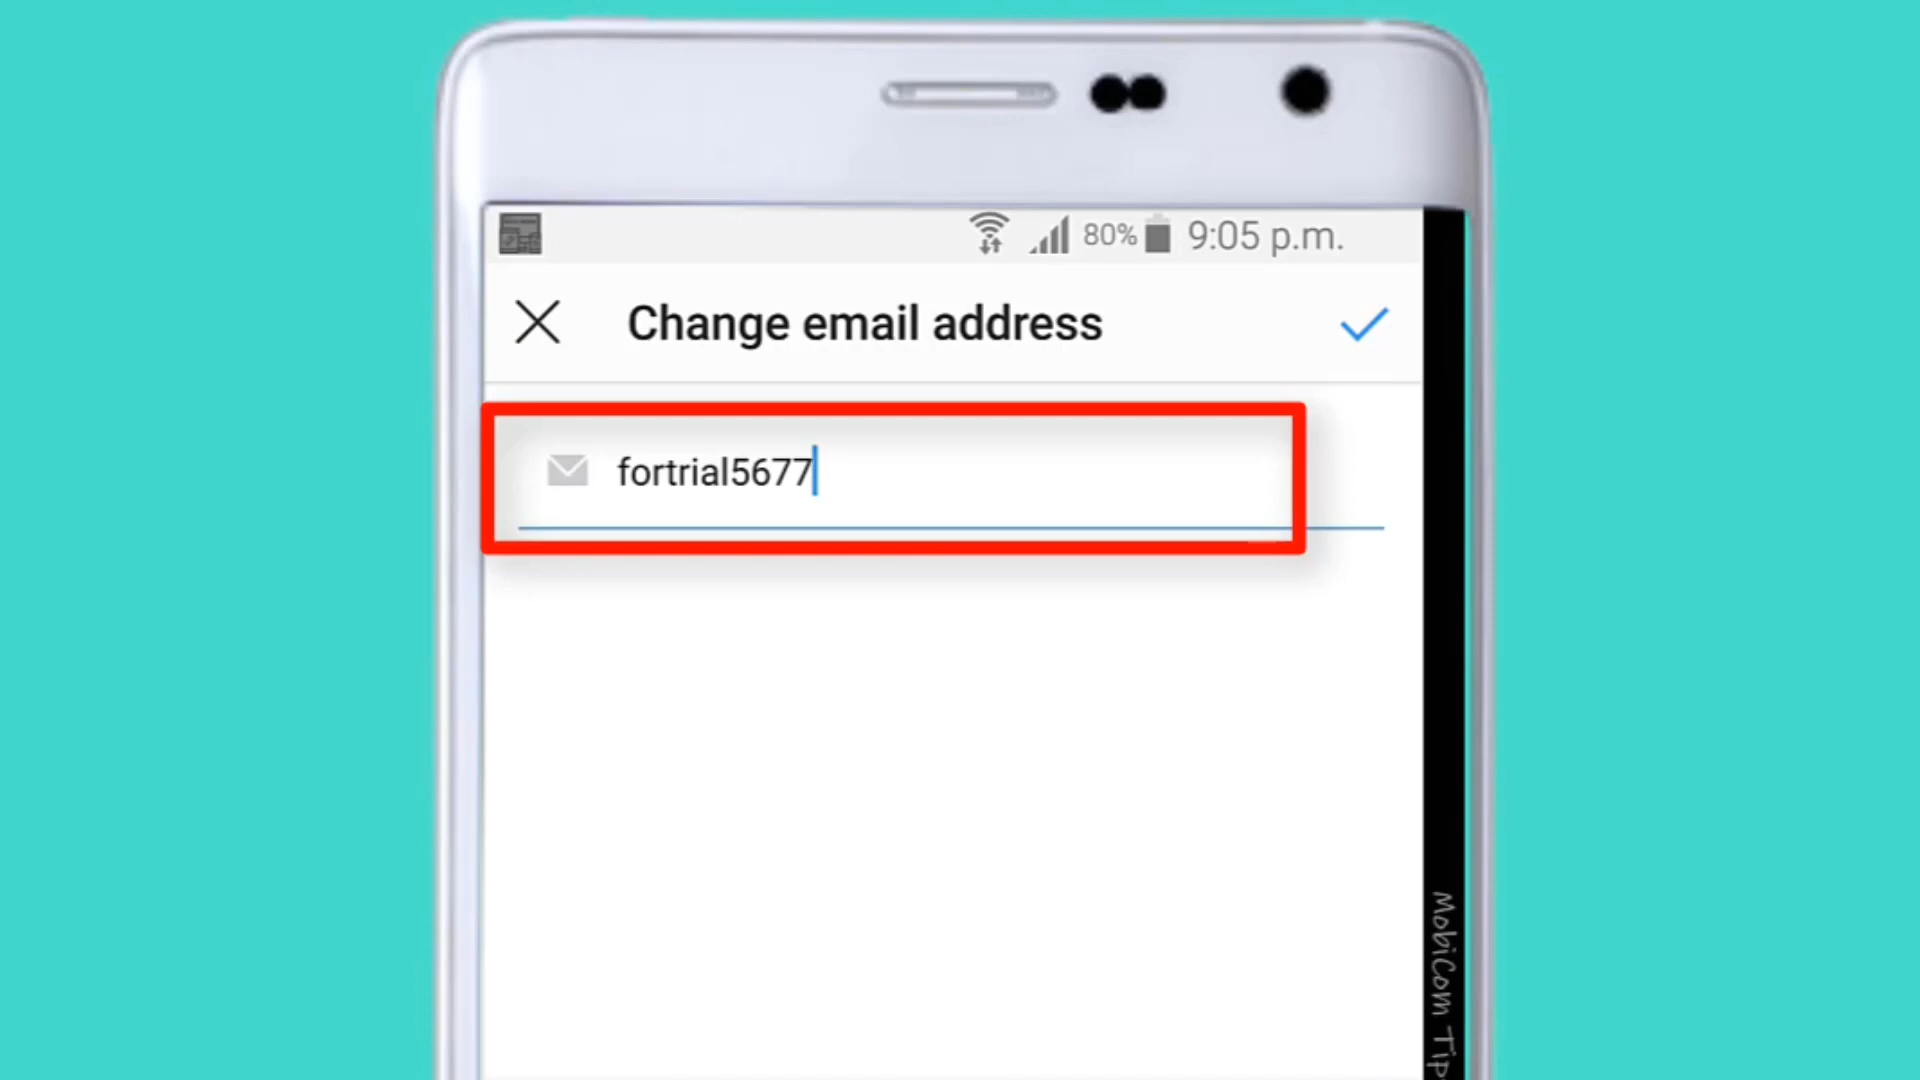 80% 9:05 p.m.
Change email address
fortrial5677
MobiCom Tip